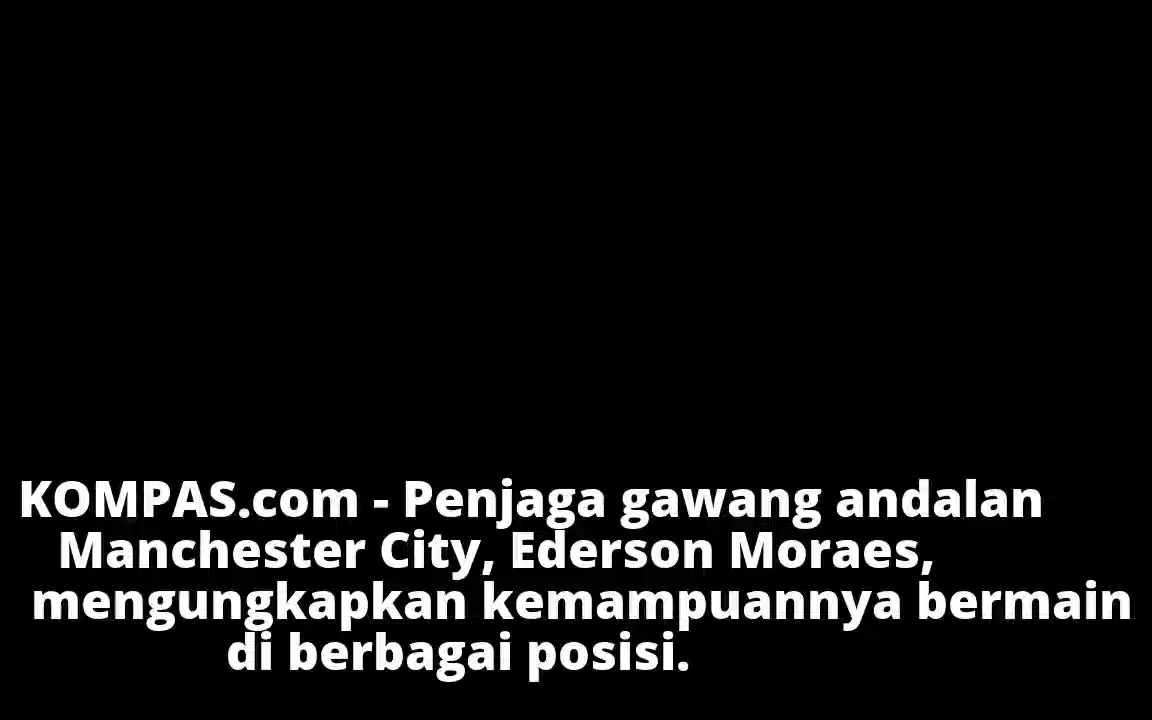 KOMPAS.com - Penjaga gawang andalan
Manchester City, Ederson Moraes,
mengungkapkan kemampuannya bermain
di berbagai posisi.